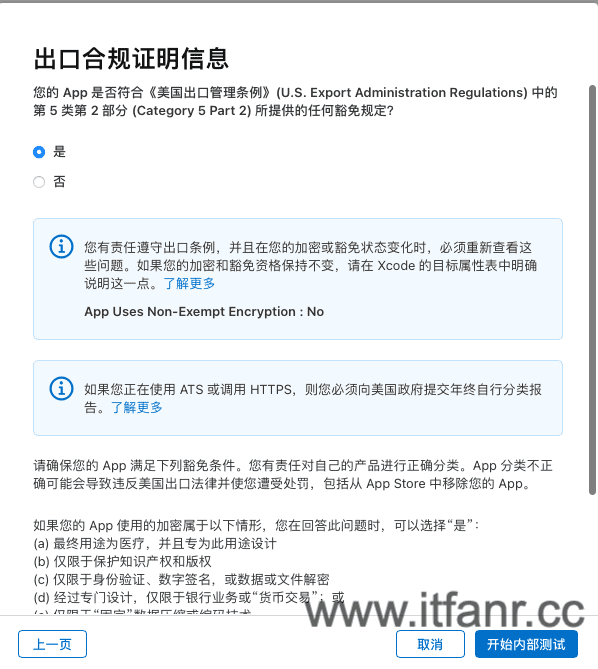 出口合规证明信息
您的 App 是否符合《美国出口管理条例》(U.S. Export Administration Regulations) 中的
第 5 类第 2 部分 (Category 5 Part 2) 所提供的任何豁免规定?
是
否
您有责任遵守出口条例，并且在您的加密或豁免状态变化时，必须重新查看这
些问题。如果您的加密和豁免资格保持不变，请在 Xcode 的目标属性表中明确
说明这一点。了解更多
App Uses Non-Exempt Encryption : No
如果您正在使用 ATS 或调用 HTTPS，则您必须向美国政府提交年终自行分类报
告。了解更多
请确保您的 App 满足下列豁免条件。您有责任对自己的产品进行正确分类。App 分类不正
确可能会导致违反美国出口法律并使您遭受处罚，包括从 App Store 中移除您的 App。
如果您的 App 使用的加密属于以下情形，您在回答此问题时，可以选择“是”：
(a) 最终用途为医疗，并且专为此用途设计
(b) 仅限于保护知识产权和版权
(c) 仅限于身份验证、数字签名，或数据或文件解密
(d) 经过专门设计，仅限于银行业务或“货币交易”；或
(e) 仅限于“固定”数据压缩或编码技术
www.itfanr.cc
上一页
取消
开始内部测试